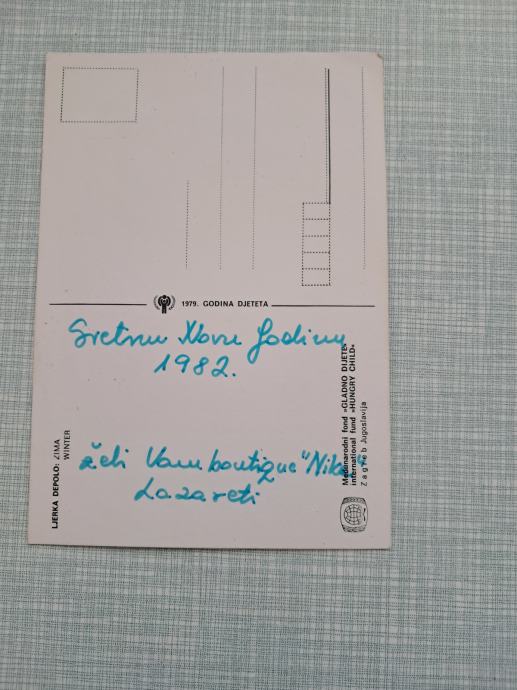 1979. GODINA DJETETA
Sretnu Novu Godinu
1982.
želi Vam boutique "Nika"
Lazareti
LJERKA DEPOLO: ZIMA
WINTER
Međunarodni fond »GLADNO DIJETE«
international fund »HUNGRY CHILD«
Zagreb Jugoslavija